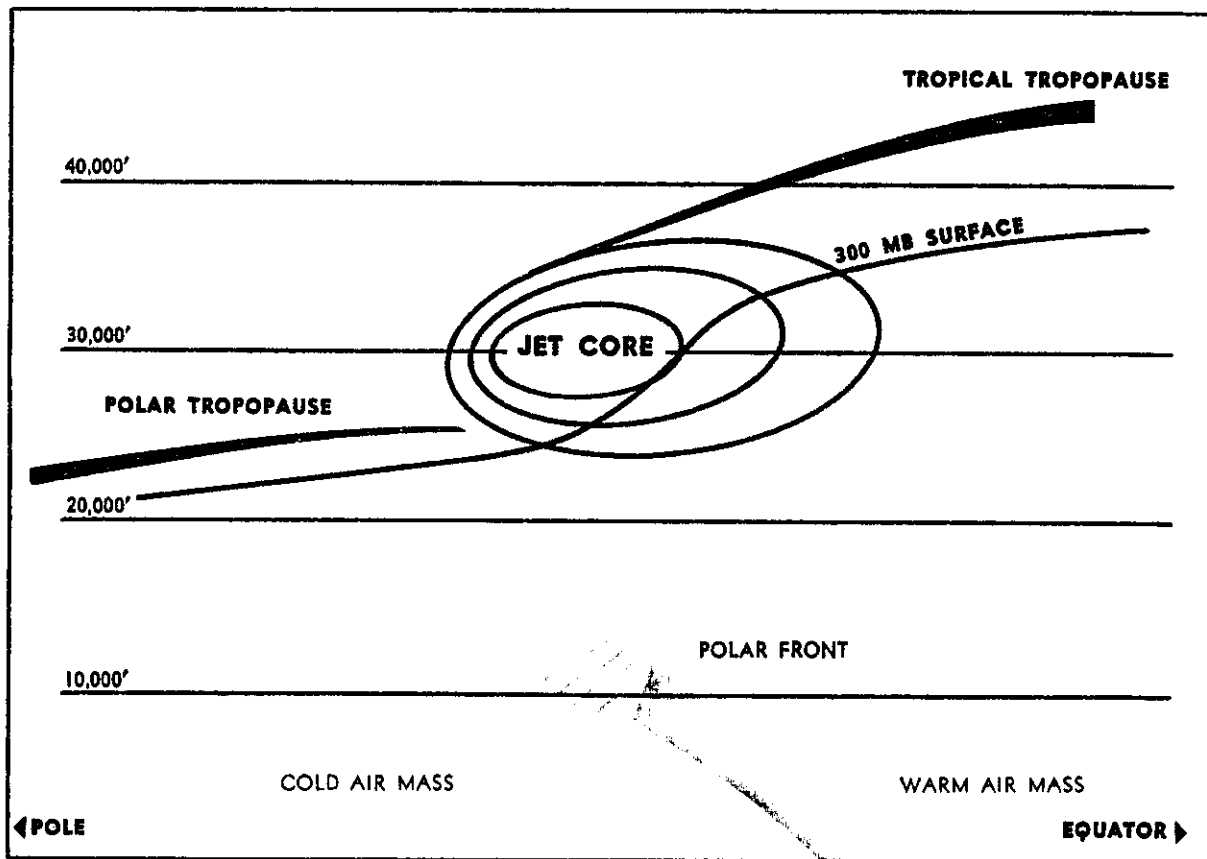 TROPICAL TROPOPAUSE
40,000'
300 MB SURFACE
30,000'
JET CORE
POLAR TROPOPAUSE
20,000'
POLAR FRONT
10,000'
COLD AIR MASS
WARM AIR MASS
POLE
EQUATOR